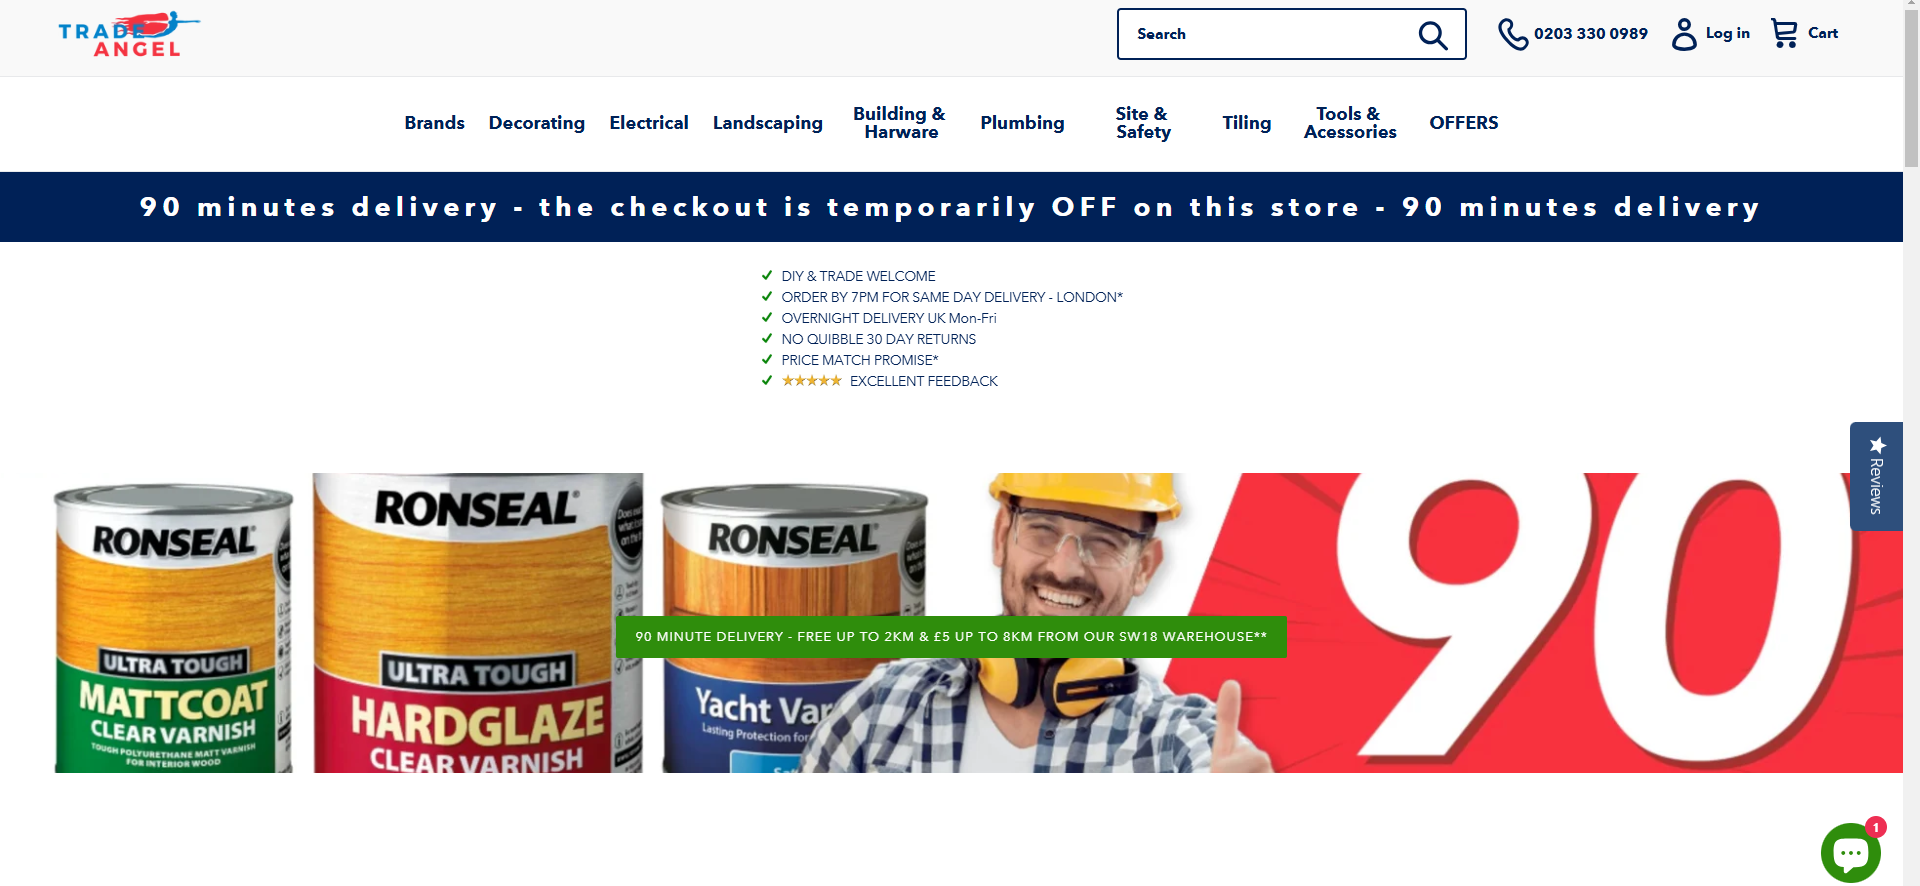 TRADE
ANGEL
Search
0203 330 0989
Log in
Cart
Brands
Decorating
Electrical
Landscaping
Building &
Harware
Plumbing
Site &
Safety
Tiling
Tools &
Acessories
OFFERS
90 minutes delivery - the checkout is temporarily OFF on this store - 90 minutes delivery
DIY & TRADE WELCOME
ORDER BY 7PM FOR SAME DAY DELIVERY - LONDON*
OVERNIGHT DELIVERY UK Mon-Fri
NO QUIBBLE 30 DAY RETURNS
PRICE MATCH PROMISE*
EXCELLENT FEEDBACK
Reviews
RONSEAL
ULTRA TOUGH
MATTCOAT
CLEAR VARNISH
TOUGH POLYURETHANE MATT VARNISH
FOR INTERIOR WOOD
RONSEAL
ULTRA TOUGH
HARDGLAZE
CLEAR VARNISH
RONSEAL
Yacht Var
Lasting Protection for
90
90 MINUTE DELIVERY - FREE UP TO 2KM & £5 UP TO 8KM FROM OUR SW18 WAREHOUSE**
1